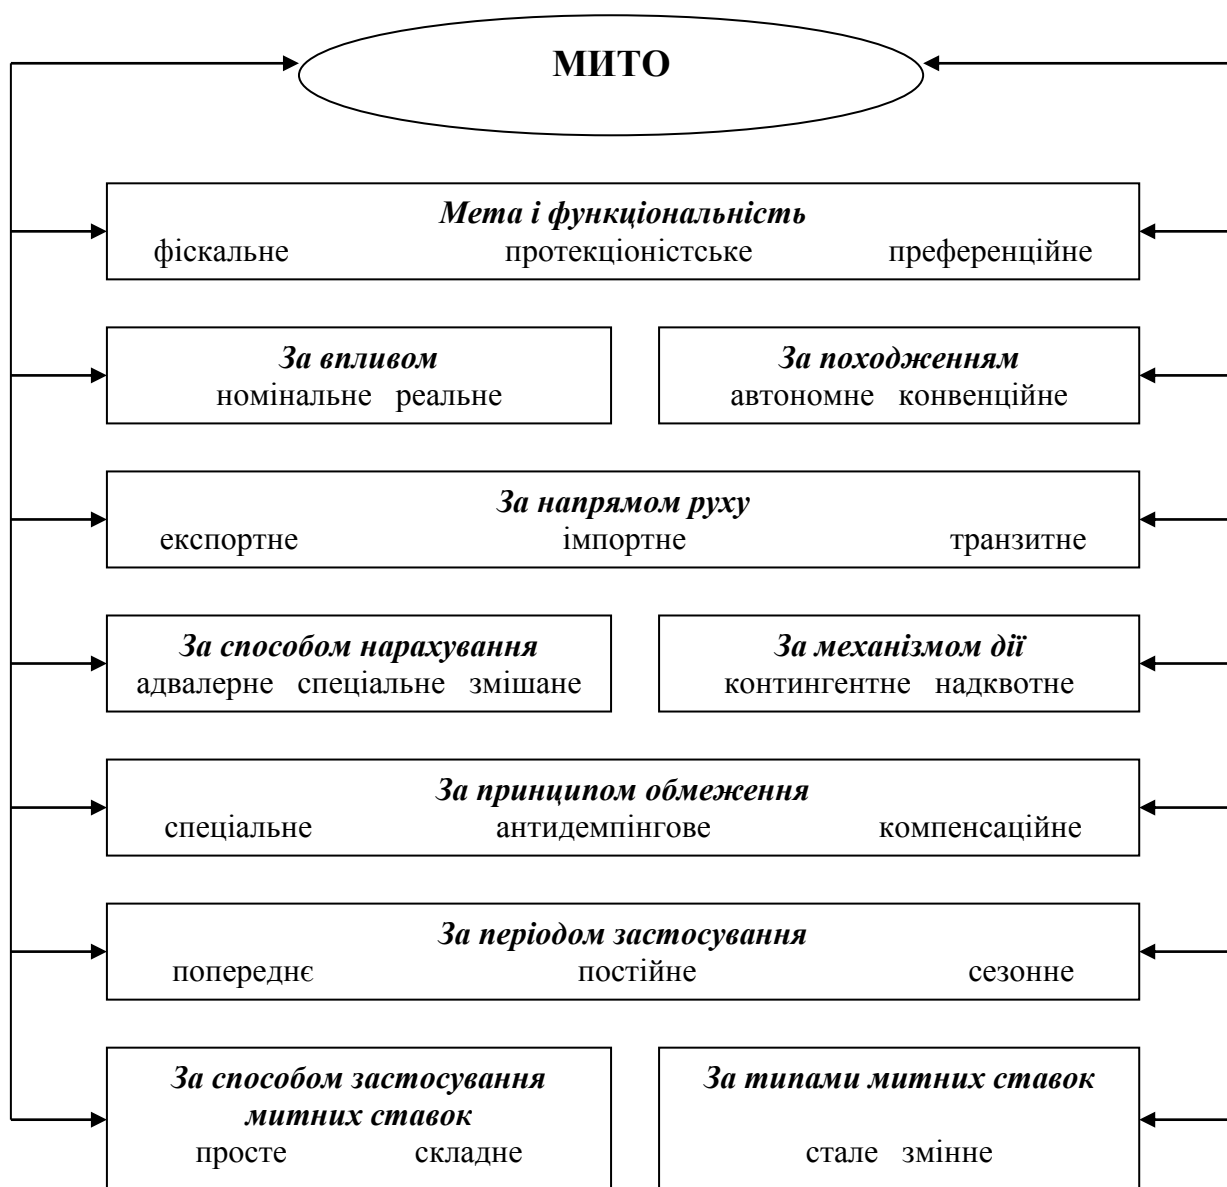 МИТО
Мета і функціональність
фіскальне протекціоністське преференційне
За впливом
номінальне реальне
За походженням
автономне конвенційне
За напрямом руху
експортне імпортне транзитне
За способом нарахування
адвалерне спеціальне змішане
За механізмом дії
контингентне надквотне
За принципом обмеження
спеціальне антидемпінгове компенсаційне
За періодом застосування
попереднє постійне сезонне
За способом застосування
митних ставок
просте складне
За типами митних ставок
стале змінне